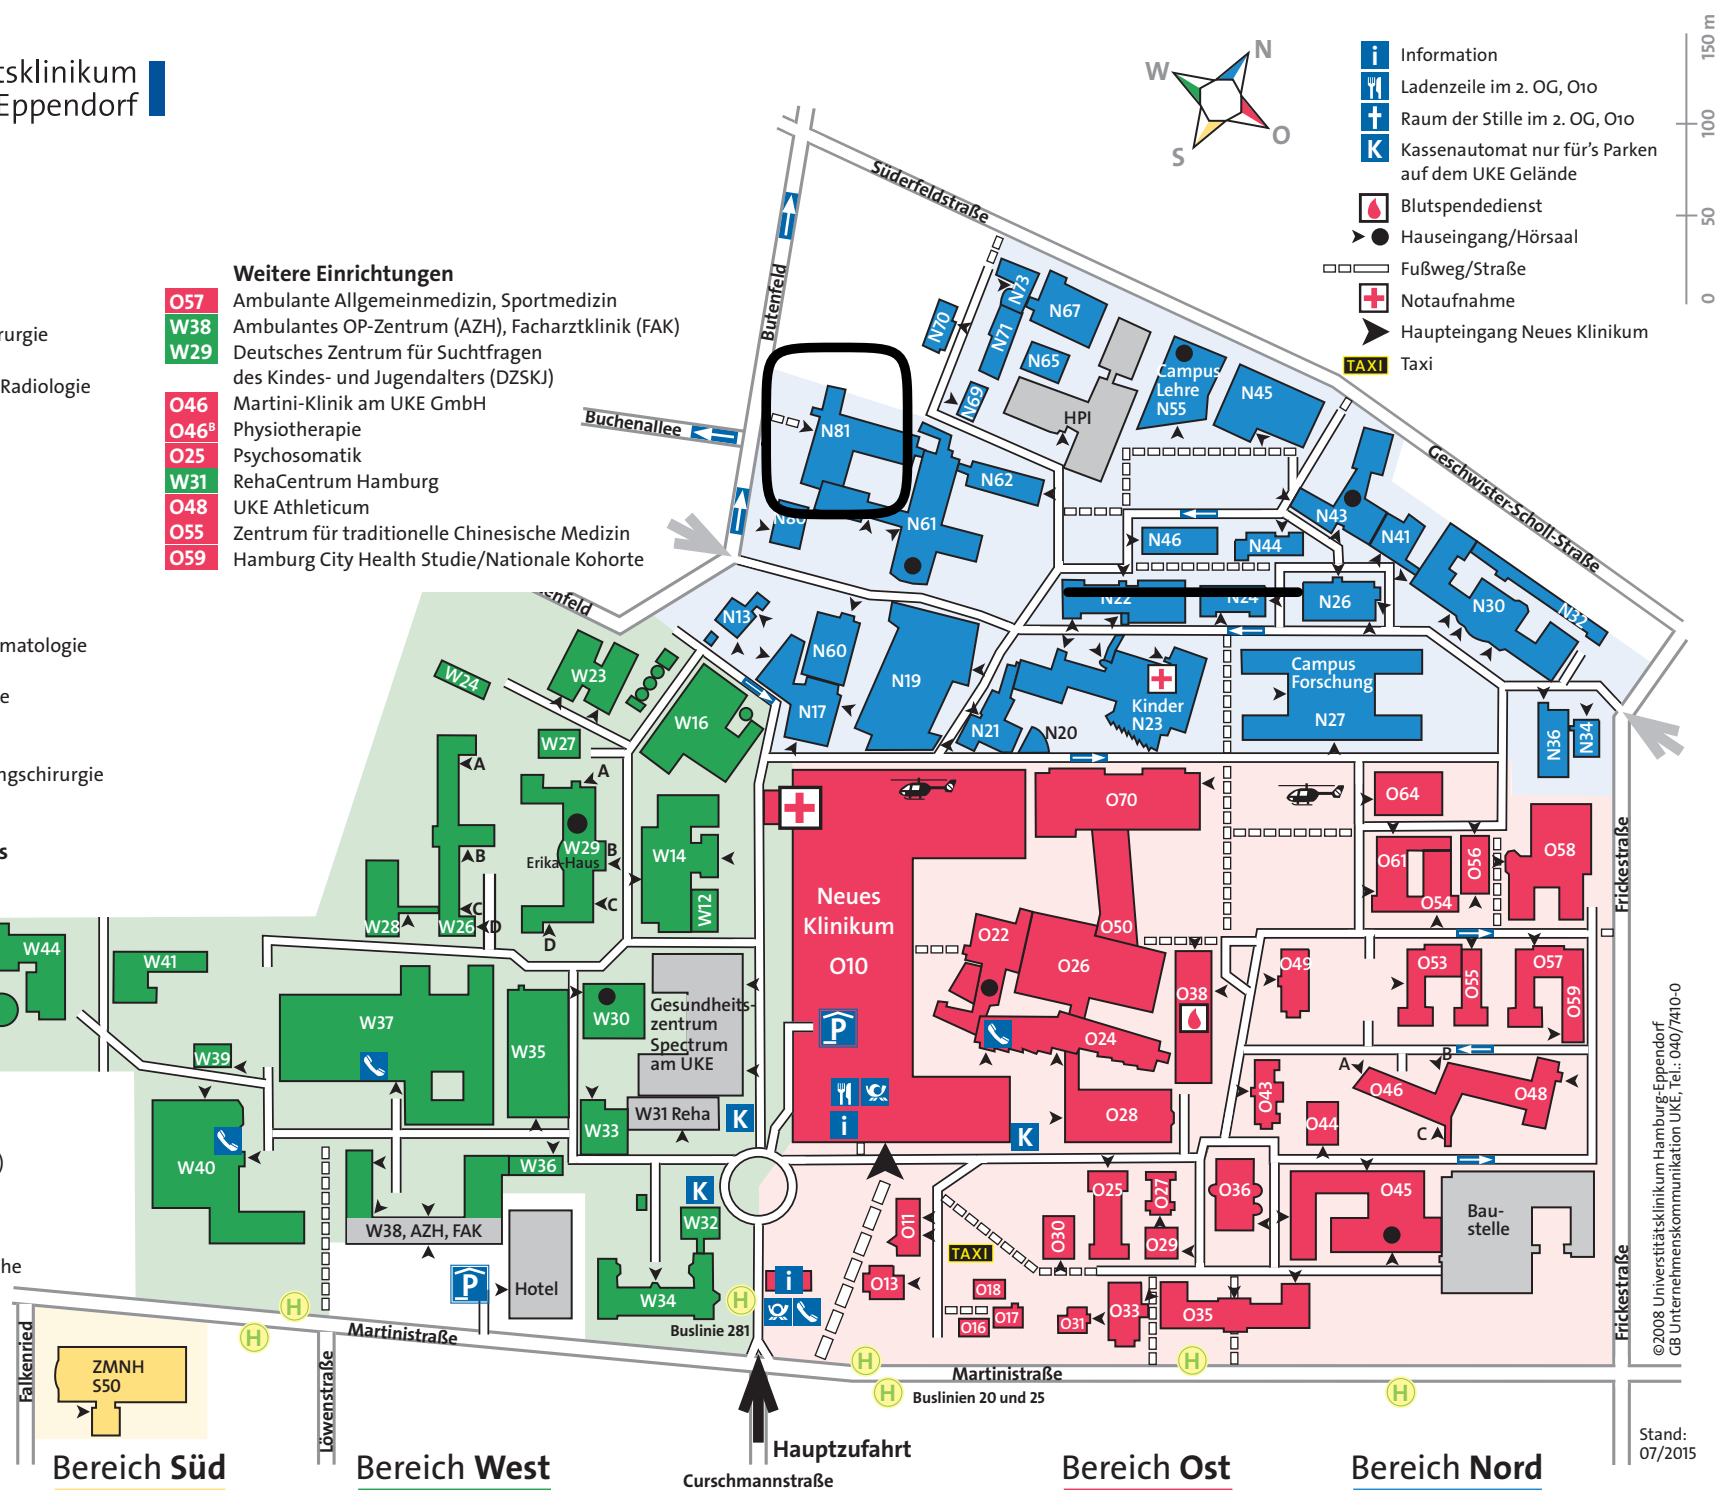 tsklinikum
Eppendorf
N
W
O
S
Information
Ladenzeile im 2. OG, O10
Raum der Stille im 2. OG, O10
K Kassenautomat nur für's Parken
auf dem UKE Gelände
Blutspendedienst
Hauseingang/Hörsaal
Fußweg/Straße
Notaufnahme
Haupteingang Neues Klinikum
TAXI Taxi
150 m
100
50
0
rurgie
Radiologie
matologie
e
ngschirurgie
s
)
he
Weitere Einrichtungen
O57 Ambulante Allgemeinmedizin, Sportmedizin
W38 Ambulantes OP-Zentrum (AZH), Facharztklinik (FAK)
W29 Deutsches Zentrum für Suchtfragen
des Kindes- und Jugendalters (DZSKJ)
O46 Martini-Klinik am UKE GmbH
O46B Physiotherapie
O25 Psychosomatik
W31 RehaCentrum Hamburg
O48 UKE Athleticum
O55 Zentrum für traditionelle Chinesische Medizin
O59 Hamburg City Health Studie/Nationale Kohorte
Süderfeldstraße
Butenfeld
Buchenallee
enfeld
Geschwister-Scholl-Straße
N73
N67
N70
N71
N65
N69
HPI
Campus
Lehre
N55
N45
N81
N62
N61
N80
N43
N41
N46
N44
N22
N24
N26
N30
N32
N13
N60
N19
N17
N21
N20
Kinder
N23
Campus
Forschung
N27
N36
N34
W23
W24
W16
W27
A
A
W29
Erika-Haus
B
B
C
C
D
D
W14
W12
W28
W26
W44
W41
W37
W39
W35
W30
Gesundheits-
zentrum
Spectrum
am UKE
W31 Reha
K
W33
W40
W36
W38, AZH, FAK
K
W32
Hotel
P
W34
H
H
H
Buslinie 281
Neues
Klinikum
O10
P
i
K
O70
O50
O22
O26
O24
O28
O38
O64
O61
O56
O54
O58
O49
O53
O55
O57
O59
O43
O44
O46
O48
A
B
C
O11
O13
TAXI
O25
O27
O29
O30
O36
O45
Bau-
stelle
O18
O17
O16
O31
O33
O35
i
H
H
H
H
Frickestraße
Frickestraße
Martinistraße
Martinistraße
Buslinien 20 und 25
Falkenried
Löwenstraße
ZMNH
S50
Hauptzufahrt
Curschmannstraße
Bereich Süd
Bereich West
Bereich Ost
Bereich Nord
Stand:
07/2015
©2008 Universitätsklinikum Hamburg-Eppendorf
GB Unternehmenskommunikation UKE, Tel.: 040/7410-0